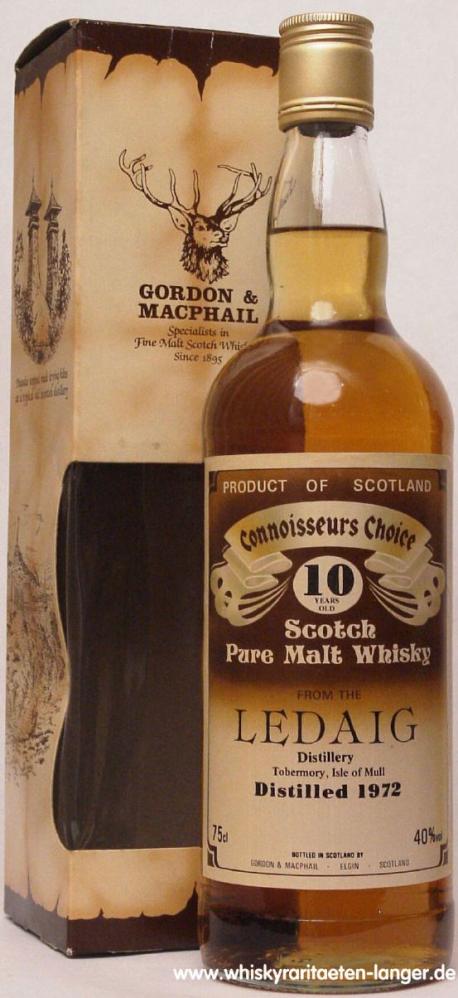 GORDON &
MACPHAIL
Specialists in
Fine Malt Scotch
Since 1895
PRODUCT OF SCOTLAND
Connoisseurs Choice
10
YEARS
OLD
Scotch
Pure Malt Whisky
FROM THE
LEDAIG
Distillery
Tobermory, Isle of Mull
Distilled 1972
75cl
40%vol
BOTTLED IN SCOTLAND BY
GORDON & MACPHAIL · ELGIN · SCOTLAND
www.whiskyraritaeten-langer.de